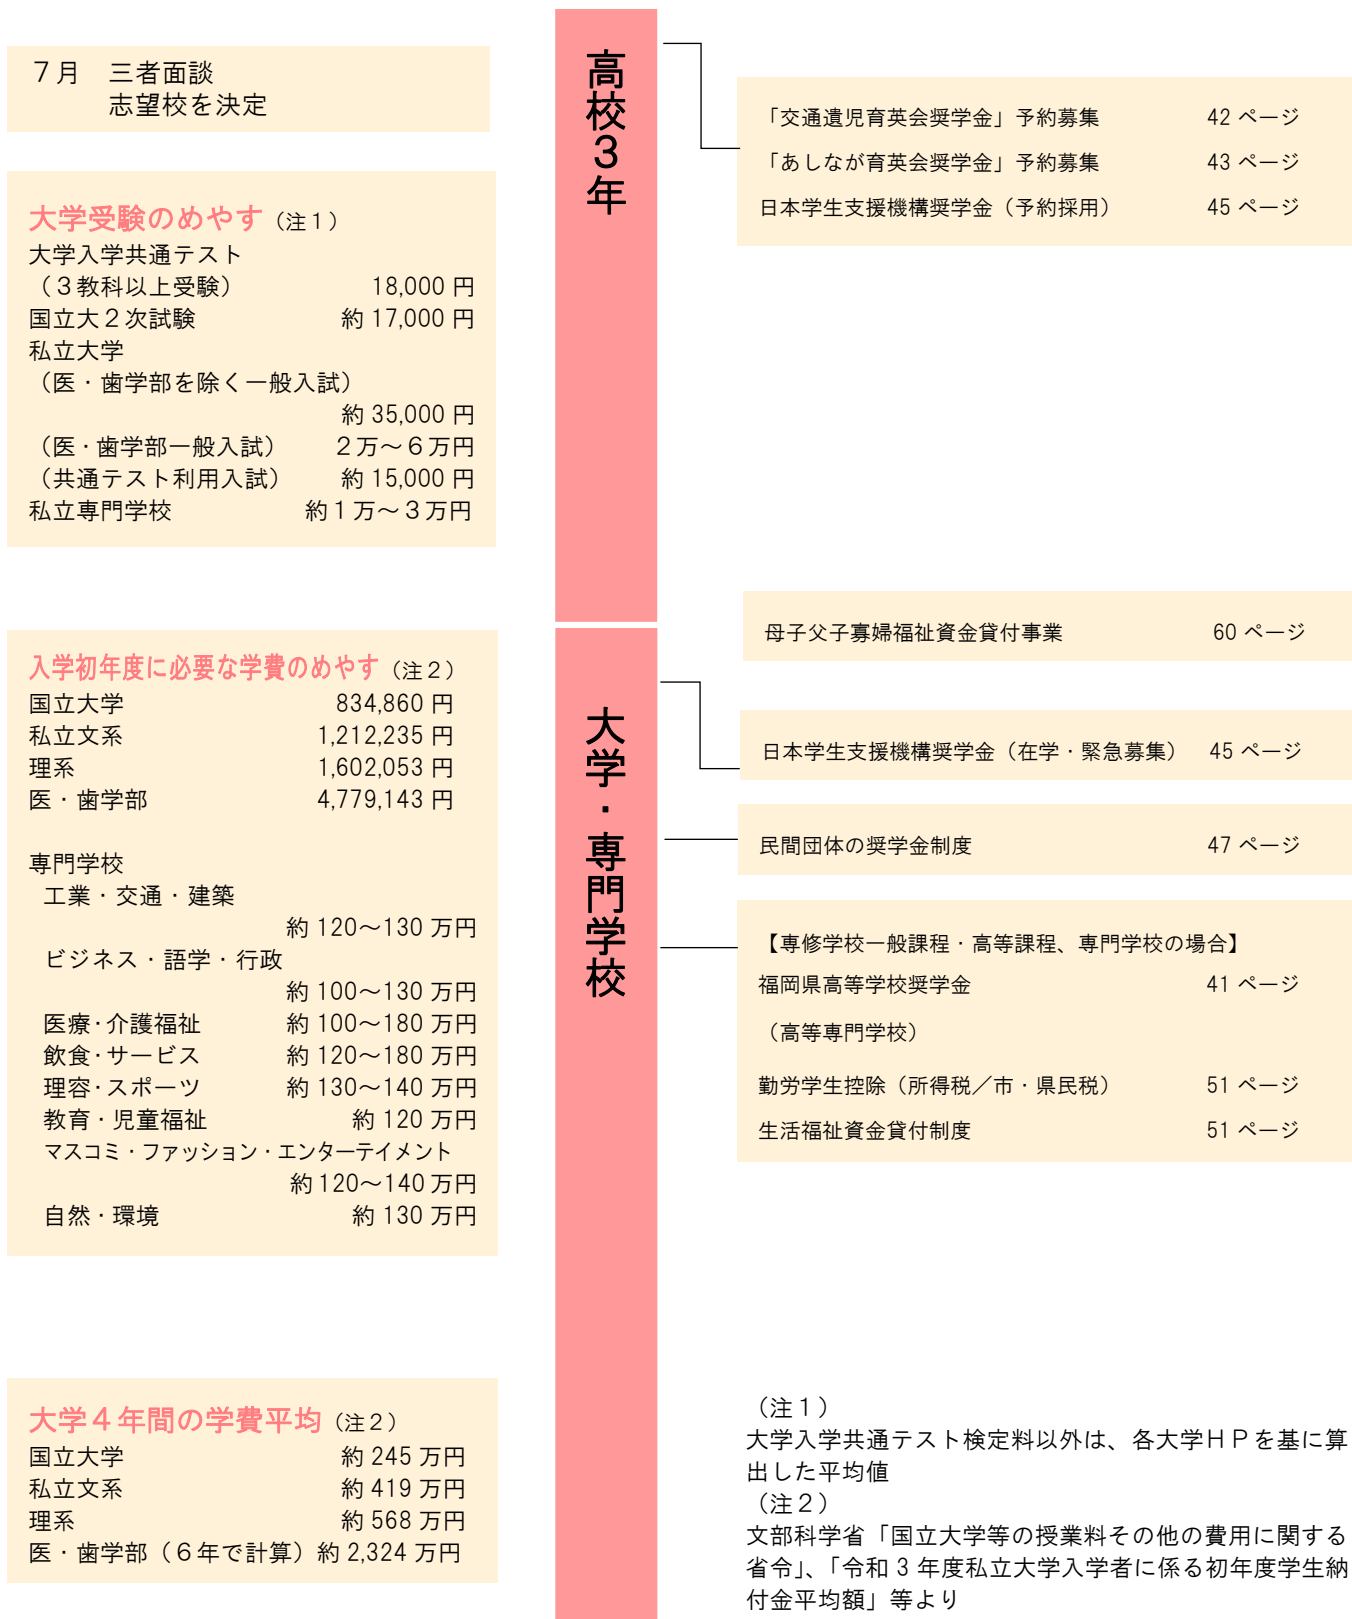 ７月　三者面談
志望校を決定
大学受験のめやす（注１）
大学入学共通テスト
（３教科以上受験）　18,000 円
国立大２次試験　約 17,000 円
私立大学
（医・歯学部を除く一般入試）
約 35,000 円
（医・歯学部一般入試）　２万～６万円
（共通テスト利用入試）　約 15,000 円
私立専門学校　約１万～３万円
入学初年度に必要な学費のめやす（注２）
国立大学　834,860 円
私立文系　1,212,235 円
理系　1,602,053 円
医・歯学部　4,779,143 円
専門学校
工業・交通・建築
約 120～130 万円
ビジネス・語学・行政
約 100～130 万円
医療・介護福祉　約 100～180 万円
飲食・サービス　約 120～180 万円
理容・スポーツ　約 130～140 万円
教育・児童福祉　約 120 万円
マスコミ・ファッション・エンターテイメント
約 120～140 万円
自然・環境　約 130 万円
大学４年間の学費平均（注２）
国立大学　約 245 万円
私立文系　約 419 万円
理系　約 568 万円
医・歯学部（６年で計算）約 2,324 万円
高校３年
大学・専門学校
「交通遺児育英会奨学金」予約募集　42 ページ
「あしなが育英会奨学金」予約募集　43 ページ
日本学生支援機構奨学金（予約採用）　45 ページ
母子父子寡婦福祉資金貸付事業　60 ページ
日本学生支援機構奨学金（在学・緊急募集）　45 ページ
民間団体の奨学金制度　47 ページ
【専修学校一般課程・高等課程、専門学校の場合】
福岡県高等学校奨学金　41 ページ
（高等専門学校）
勤労学生控除（所得税／市・県民税）　51 ページ
生活福祉資金貸付制度　51 ページ
（注１）
大学入学共通テスト検定料以外は、各大学ＨＰを基に算
出した平均値
（注２）
文部科学省「国立大学等の授業料その他の費用に関する
省令」、「令和 3 年度私立大学入学者に係る初年度学生納
付金平均額」等より